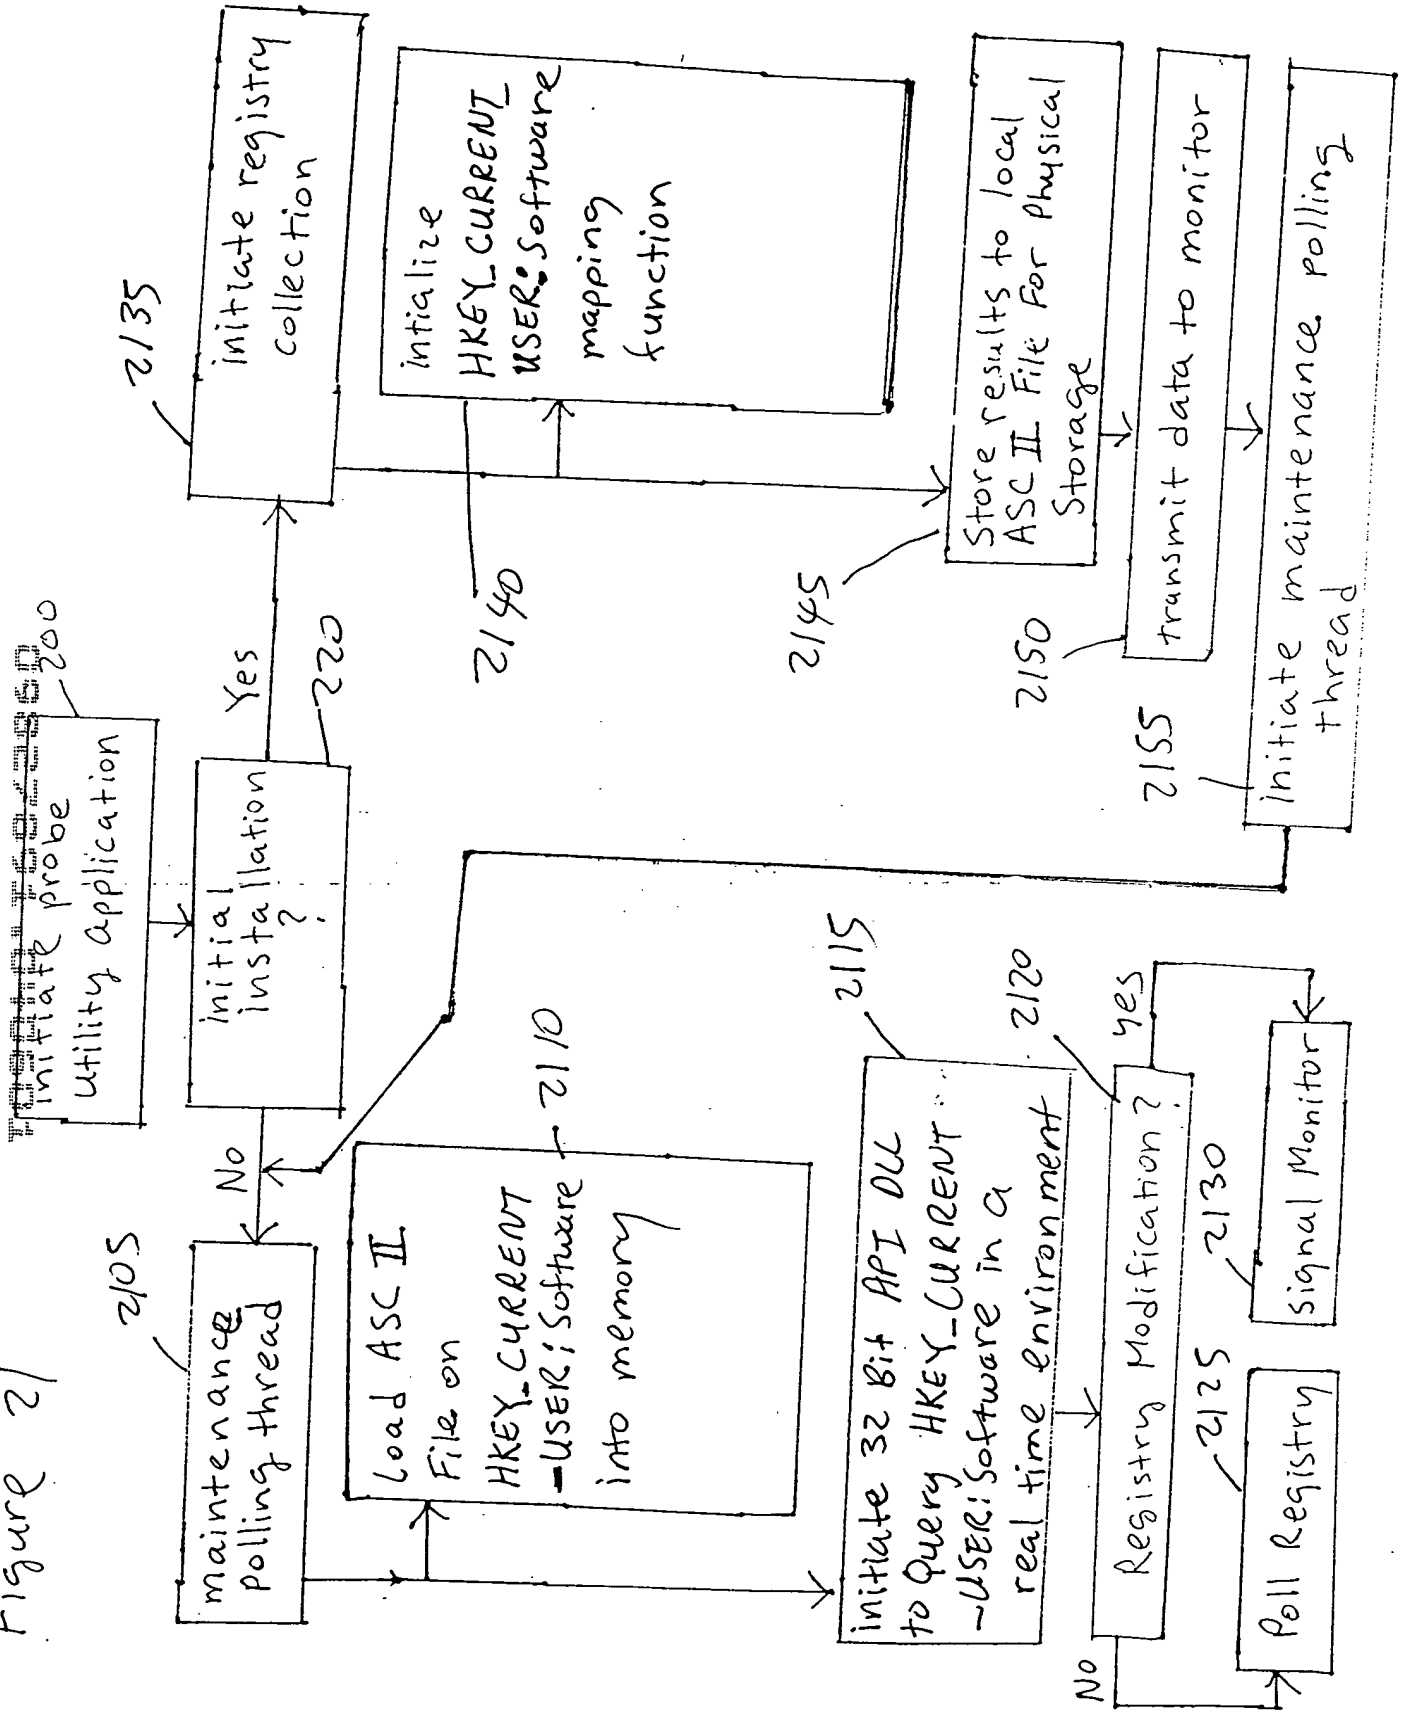 Figure 21
initiate probe
utility application
200
initial
installation
?
220
Yes
No
2105
maintenance
polling thread
Load ASC II
File on
HKEY_CURRENT
-USER:Software
into memory
2110
2115
initiate 32 Bit API DLL
to Query HKEY_CURRENT
-USER:Software in a
real time environment
2120
Registry Modification?
No
yes
2125
Poll Registry
2130
Signal Monitor
2135
initiate registry
collection
intialize
HKEY_CURRENT_
USER:Software
mapping
function
2140
2145
Store results to local
ASC II File For Physical
Storage
2150
transmit data to monitor
2155
initiate maintenance polling
thread